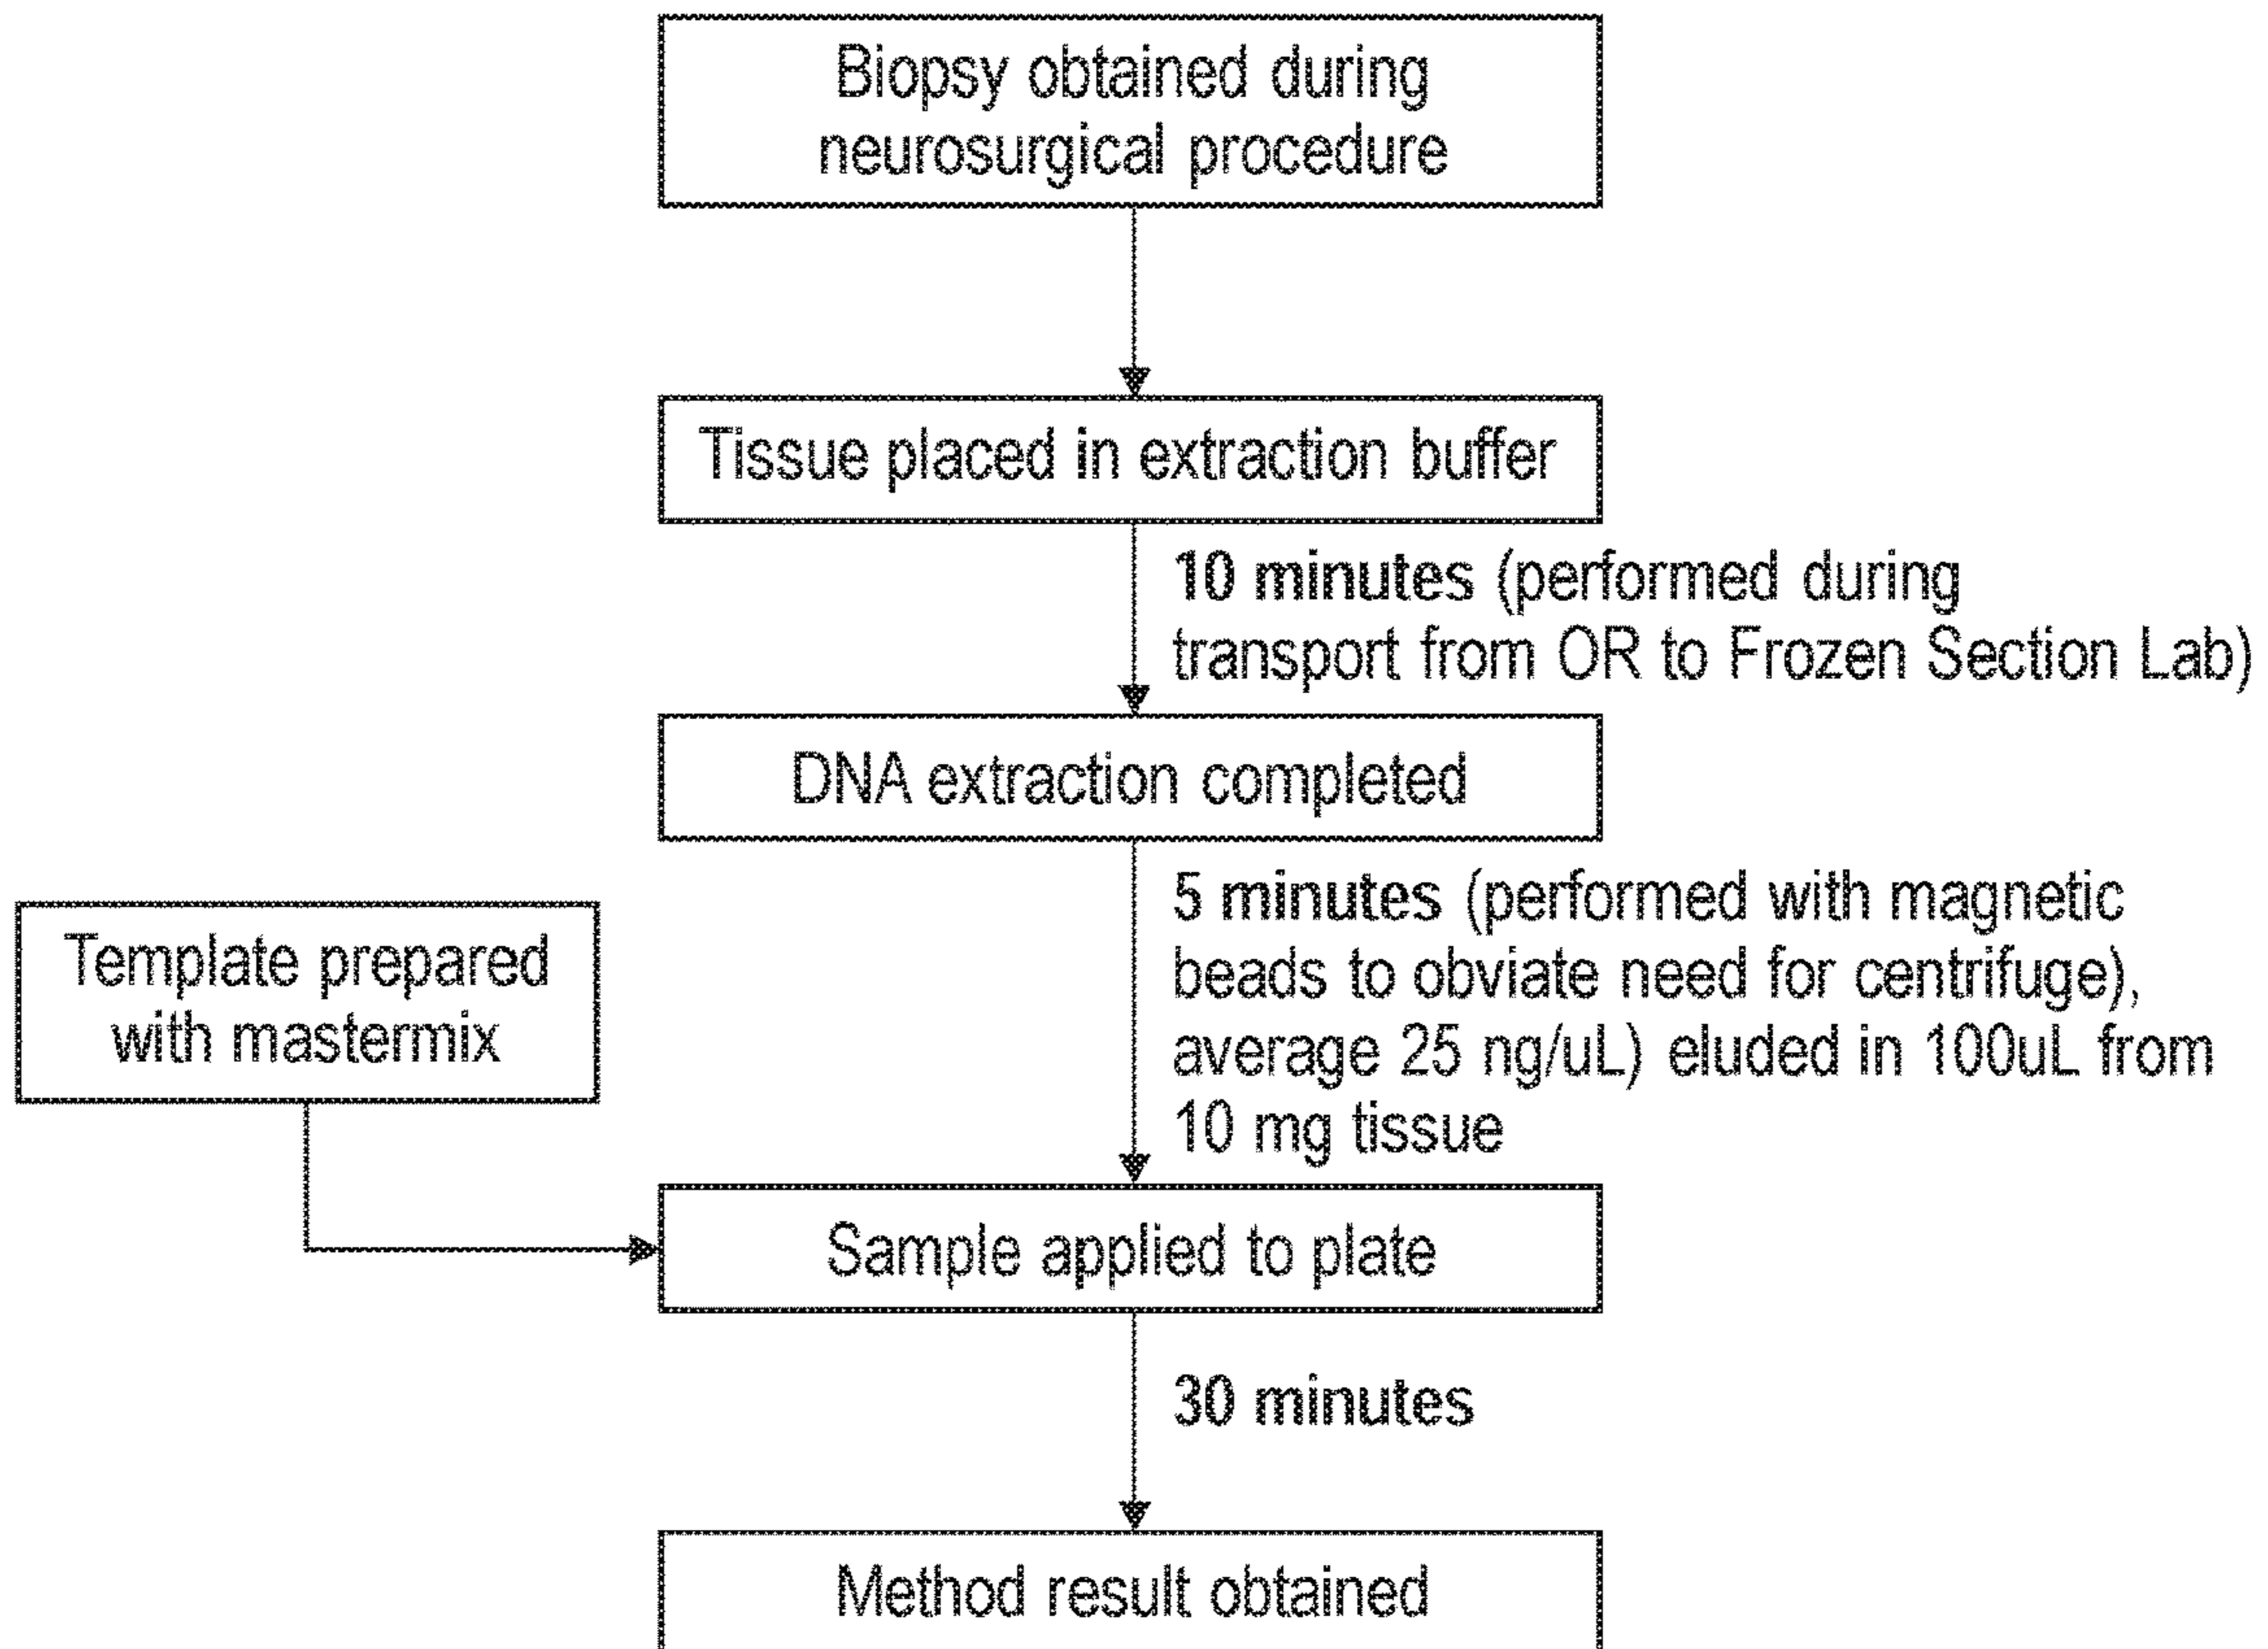 Biopsy obtained during
neurosurgical procedure
Tissue placed in extraction buffer
10 minutes (performed during
transport from OR to Frozen Section Lab)
DNA extraction completed
5 minutes (performed with magnetic
beads to obviate need for centrifuge),
average 25 ng/uL) eluded in 100uL from
10 mg tissue
Template prepared
with mastermix
Sample applied to plate
30 minutes
Method result obtained